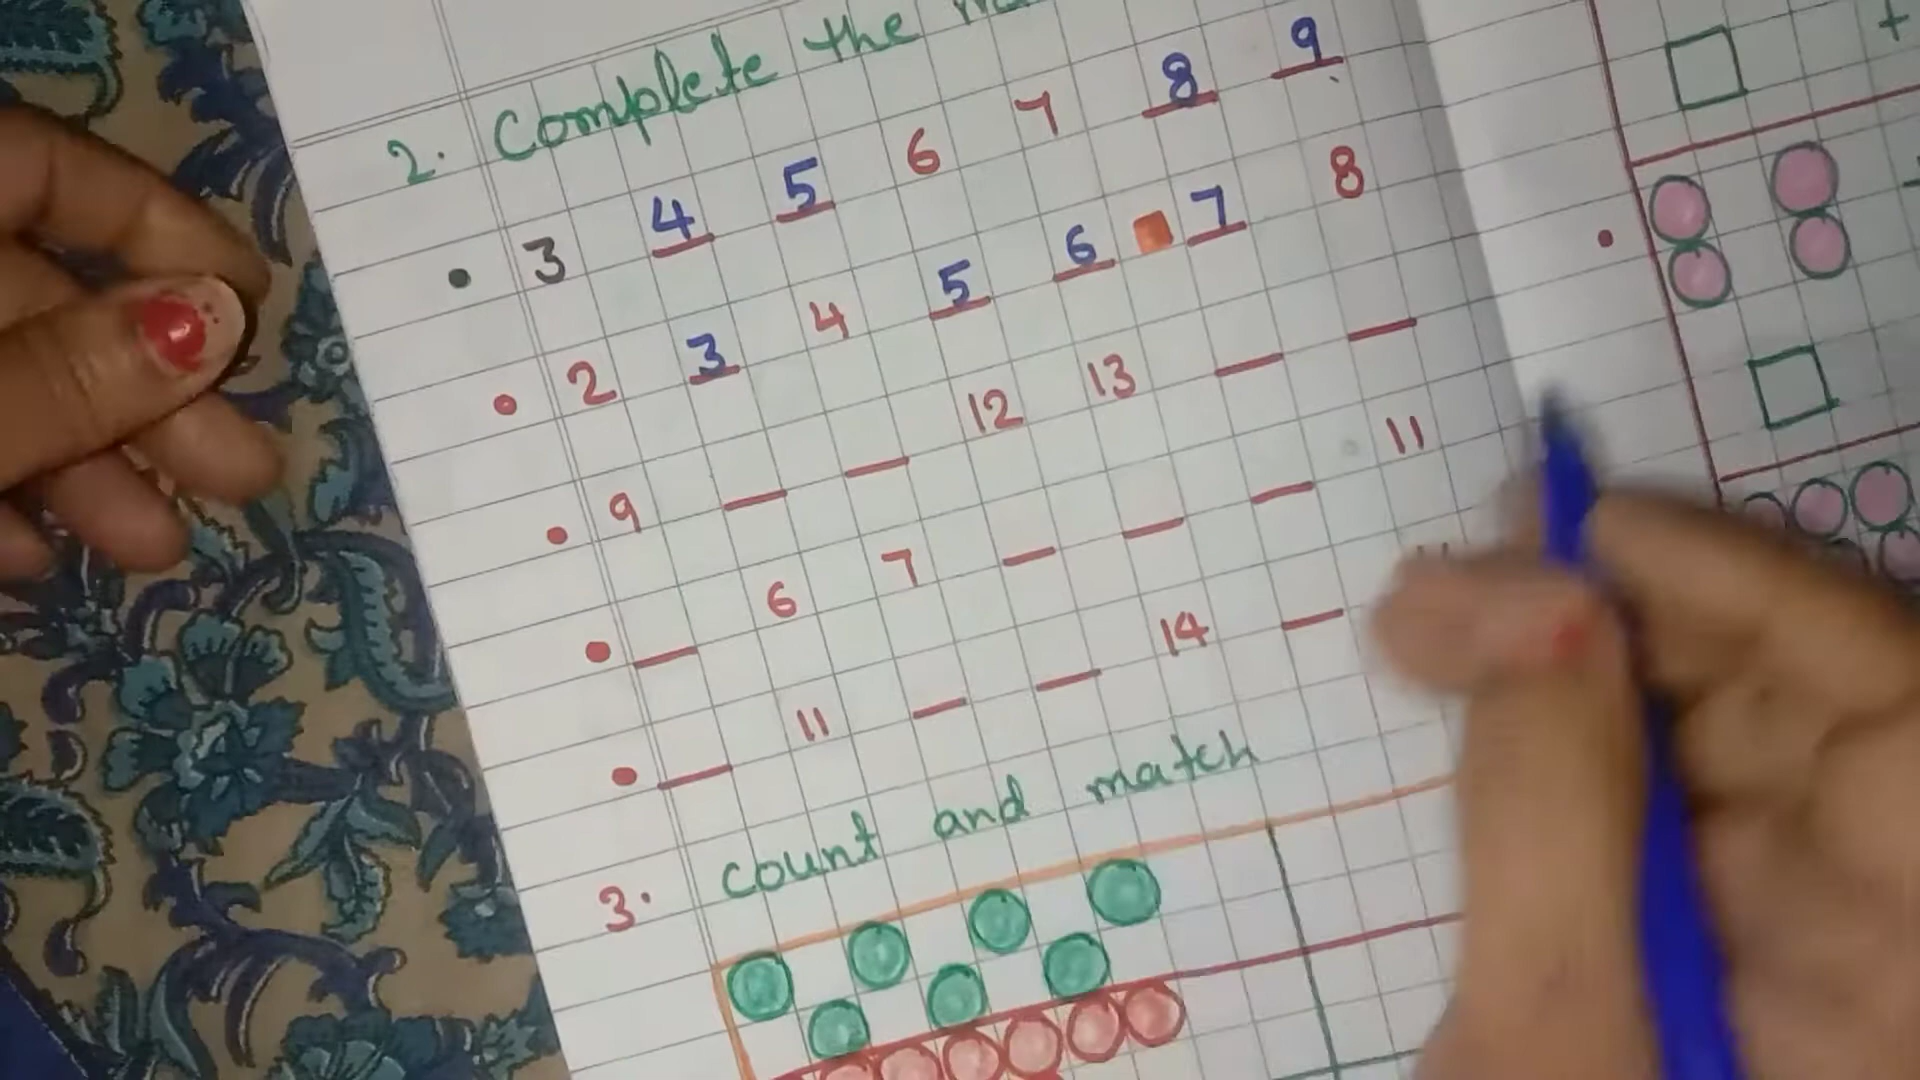 2. Complete the
• 3 4 5 6 7 8 9
• 2 3 4 5 6 7 8
• 9 _ _ 12 13 _ _
• _ 6 7 _ _ _ 11
• _ 11 _ _ 14 _
3. count and match
+